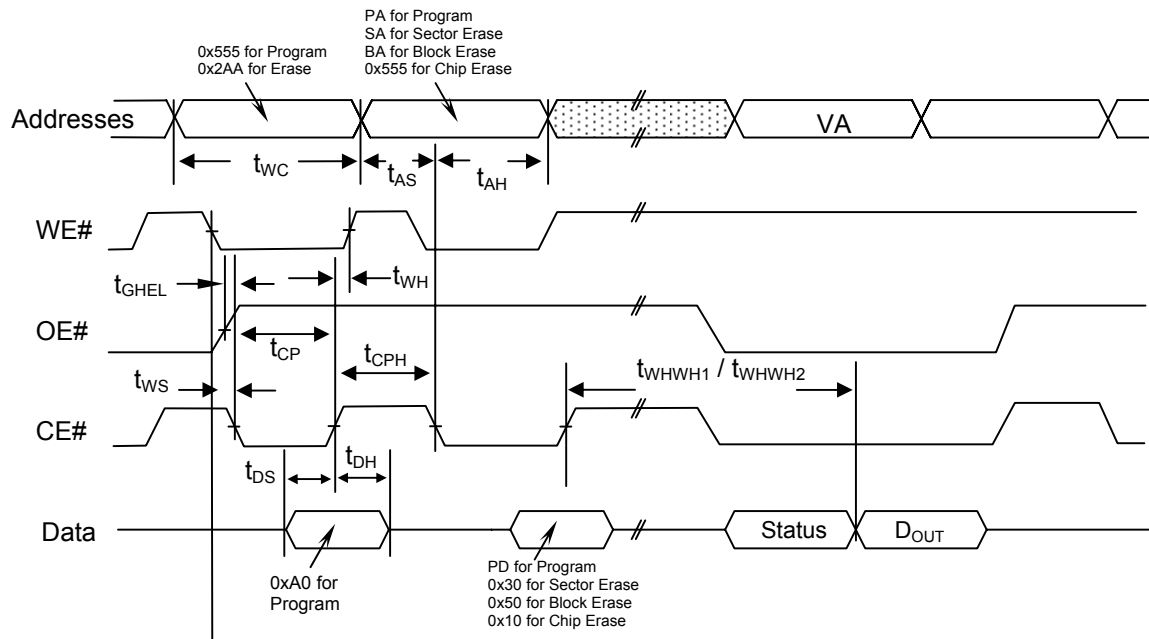 PA for Program
SA for Sector Erase
BA for Block Erase
0x555 for Chip Erase
0x555 for Program
0x2AA for Erase
Addresses
VA
tWC
tAS
tAH
WE#
tGHEL
tWH
OE#
tCP
tCPH
tWHWH1 / tWHWH2
tWS
CE#
tDS
tDH
Data
Status
DOUT
0xA0 for
Program
PD for Program
0x30 for Sector Erase
0x50 for Block Erase
0x10 for Chip Erase